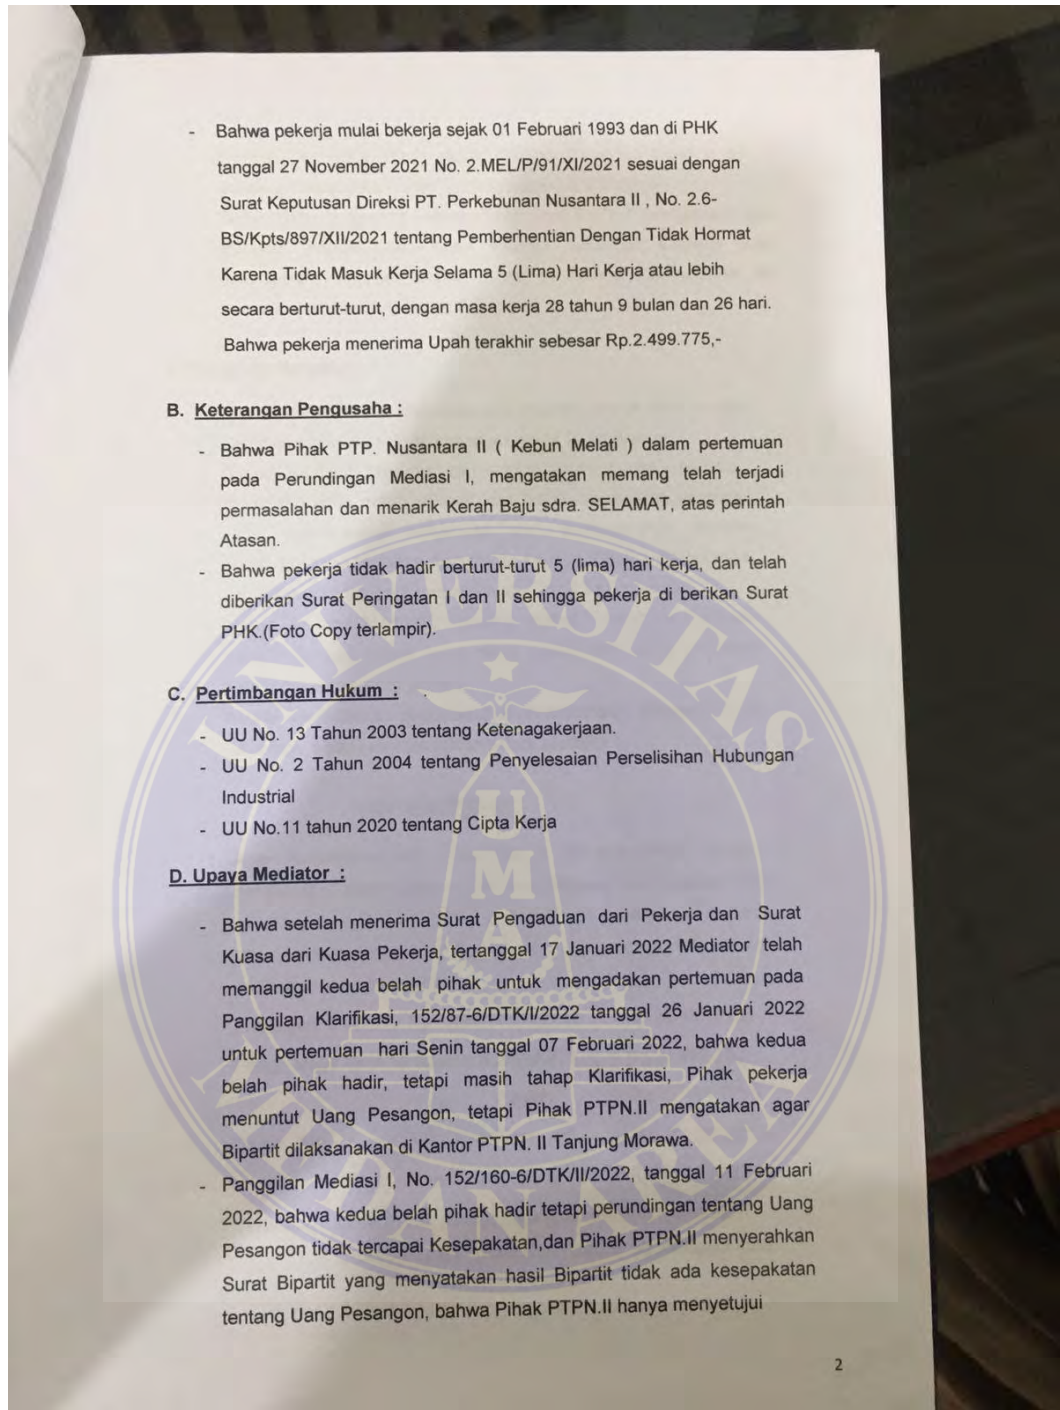 - Bahwa pekerja mulai bekerja sejak 01 Februari 1993 dan di PHK
tanggal 27 November 2021 No. 2.MEL/P/91/XI/2021 sesuai dengan
Surat Keputusan Direksi PT. Perkebunan Nusantara II , No. 2.6-
BS/Kpts/897/XII/2021 tentang Pemberhentian Dengan Tidak Hormat
Karena Tidak Masuk Kerja Selama 5 (Lima) Hari Kerja atau lebih
secara berturut-turut, dengan masa kerja 28 tahun 9 bulan dan 26 hari.
Bahwa pekerja menerima Upah terakhir sebesar Rp.2.499.775,-
B. Keterangan Pengusaha :
- Bahwa Pihak PTP. Nusantara II ( Kebun Melati ) dalam pertemuan
pada Perundingan Mediasi I, mengatakan memang telah terjadi
permasalahan dan menarik Kerah Baju sdra. SELAMAT, atas perintah
Atasan.
- Bahwa pekerja tidak hadir berturut-turut 5 (lima) hari kerja, dan telah
diberikan Surat Peringatan I dan II sehingga pekerja di berikan Surat
PHK.(Foto Copy terlampir).
C. Pertimbangan Hukum :
- UU No. 13 Tahun 2003 tentang Ketenagakerjaan.
- UU No. 2 Tahun 2004 tentang Penyelesaian Perselisihan Hubungan
Industrial
- UU No.11 tahun 2020 tentang Cipta Kerja
D. Upaya Mediator :
- Bahwa setelah menerima Surat Pengaduan dari Pekerja dan Surat
Kuasa dari Kuasa Pekerja, tertanggal 17 Januari 2022 Mediator telah
memanggil kedua belah pihak untuk mengadakan pertemuan pada
Panggilan Klarifikasi, 152/87-6/DTK/I/2022 tanggal 26 Januari 2022
untuk pertemuan hari Senin tanggal 07 Februari 2022, bahwa kedua
belah pihak hadir, tetapi masih tahap Klarifikasi, Pihak pekerja
menuntut Uang Pesangon, tetapi Pihak PTPN.II mengatakan agar
Bipartit dilaksanakan di Kantor PTPN. II Tanjung Morawa.
- Panggilan Mediasi I, No. 152/160-6/DTK/II/2022, tanggal 11 Februari
2022, bahwa kedua belah pihak hadir tetapi perundingan tentang Uang
Pesangon tidak tercapai Kesepakatan,dan Pihak PTPN.II menyerahkan
Surat Bipartit yang menyatakan hasil Bipartit tidak ada kesepakatan
tentang Uang Pesangon, bahwa Pihak PTPN.II hanya menyetujui
2
UNIVERSITAS
UMA
MEDAN AREA